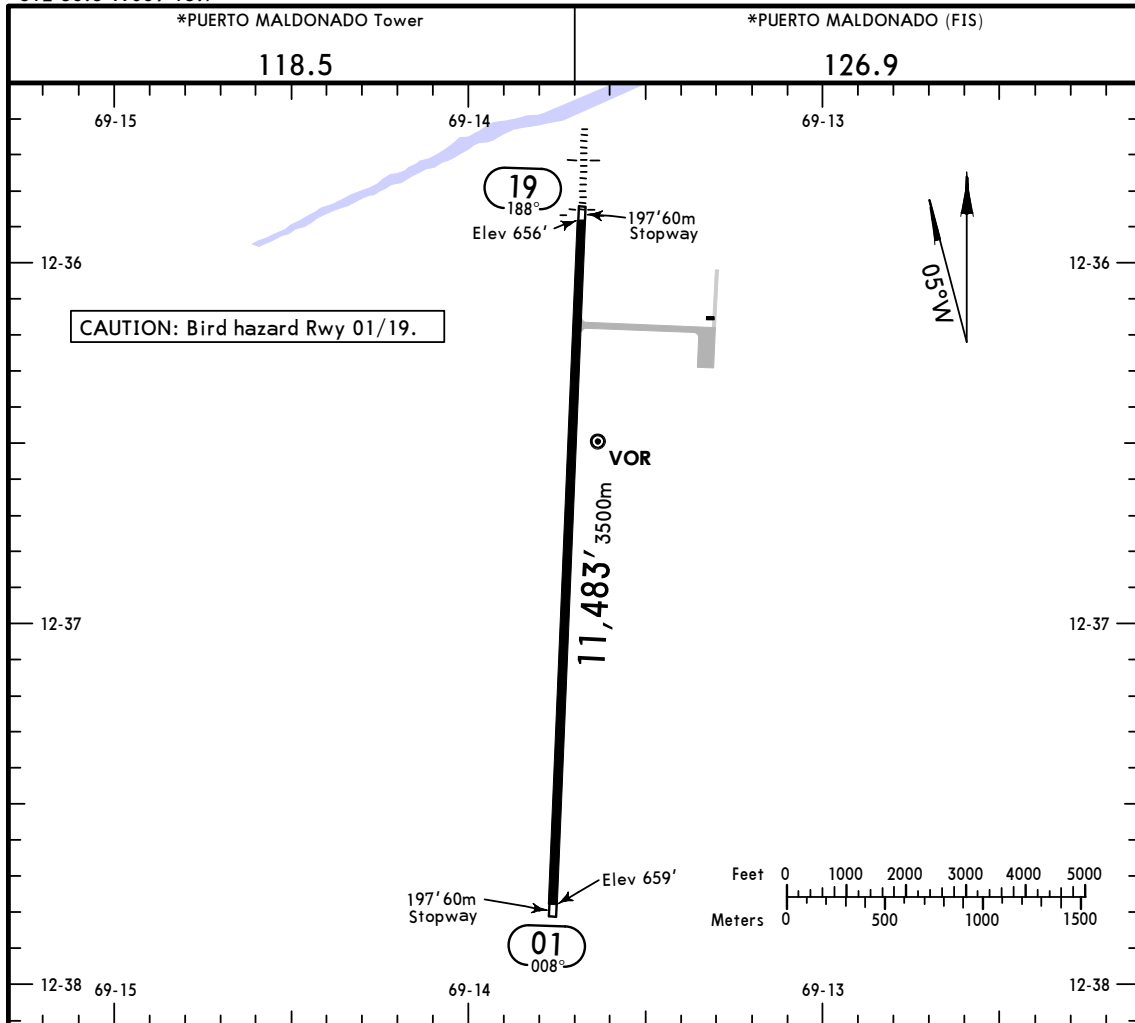 *PUERTO MALDONADO Tower
118.5
*PUERTO MALDONADO (FIS)
126.9
69-15
69-14
69-13
19
188°
197'60m
Stopway
Elev 656'
12-36
12-36
05°W
CAUTION: Bird hazard Rwy 01/19.
VOR
11,483' 3500m
12-37
12-37
Elev 659'
197'60m
Stopway
01
008°
Feet 0 1000 2000 3000 4000 5000
Meters 0 500 1000 1500
12-38
69-15
69-14
69-13
12-38